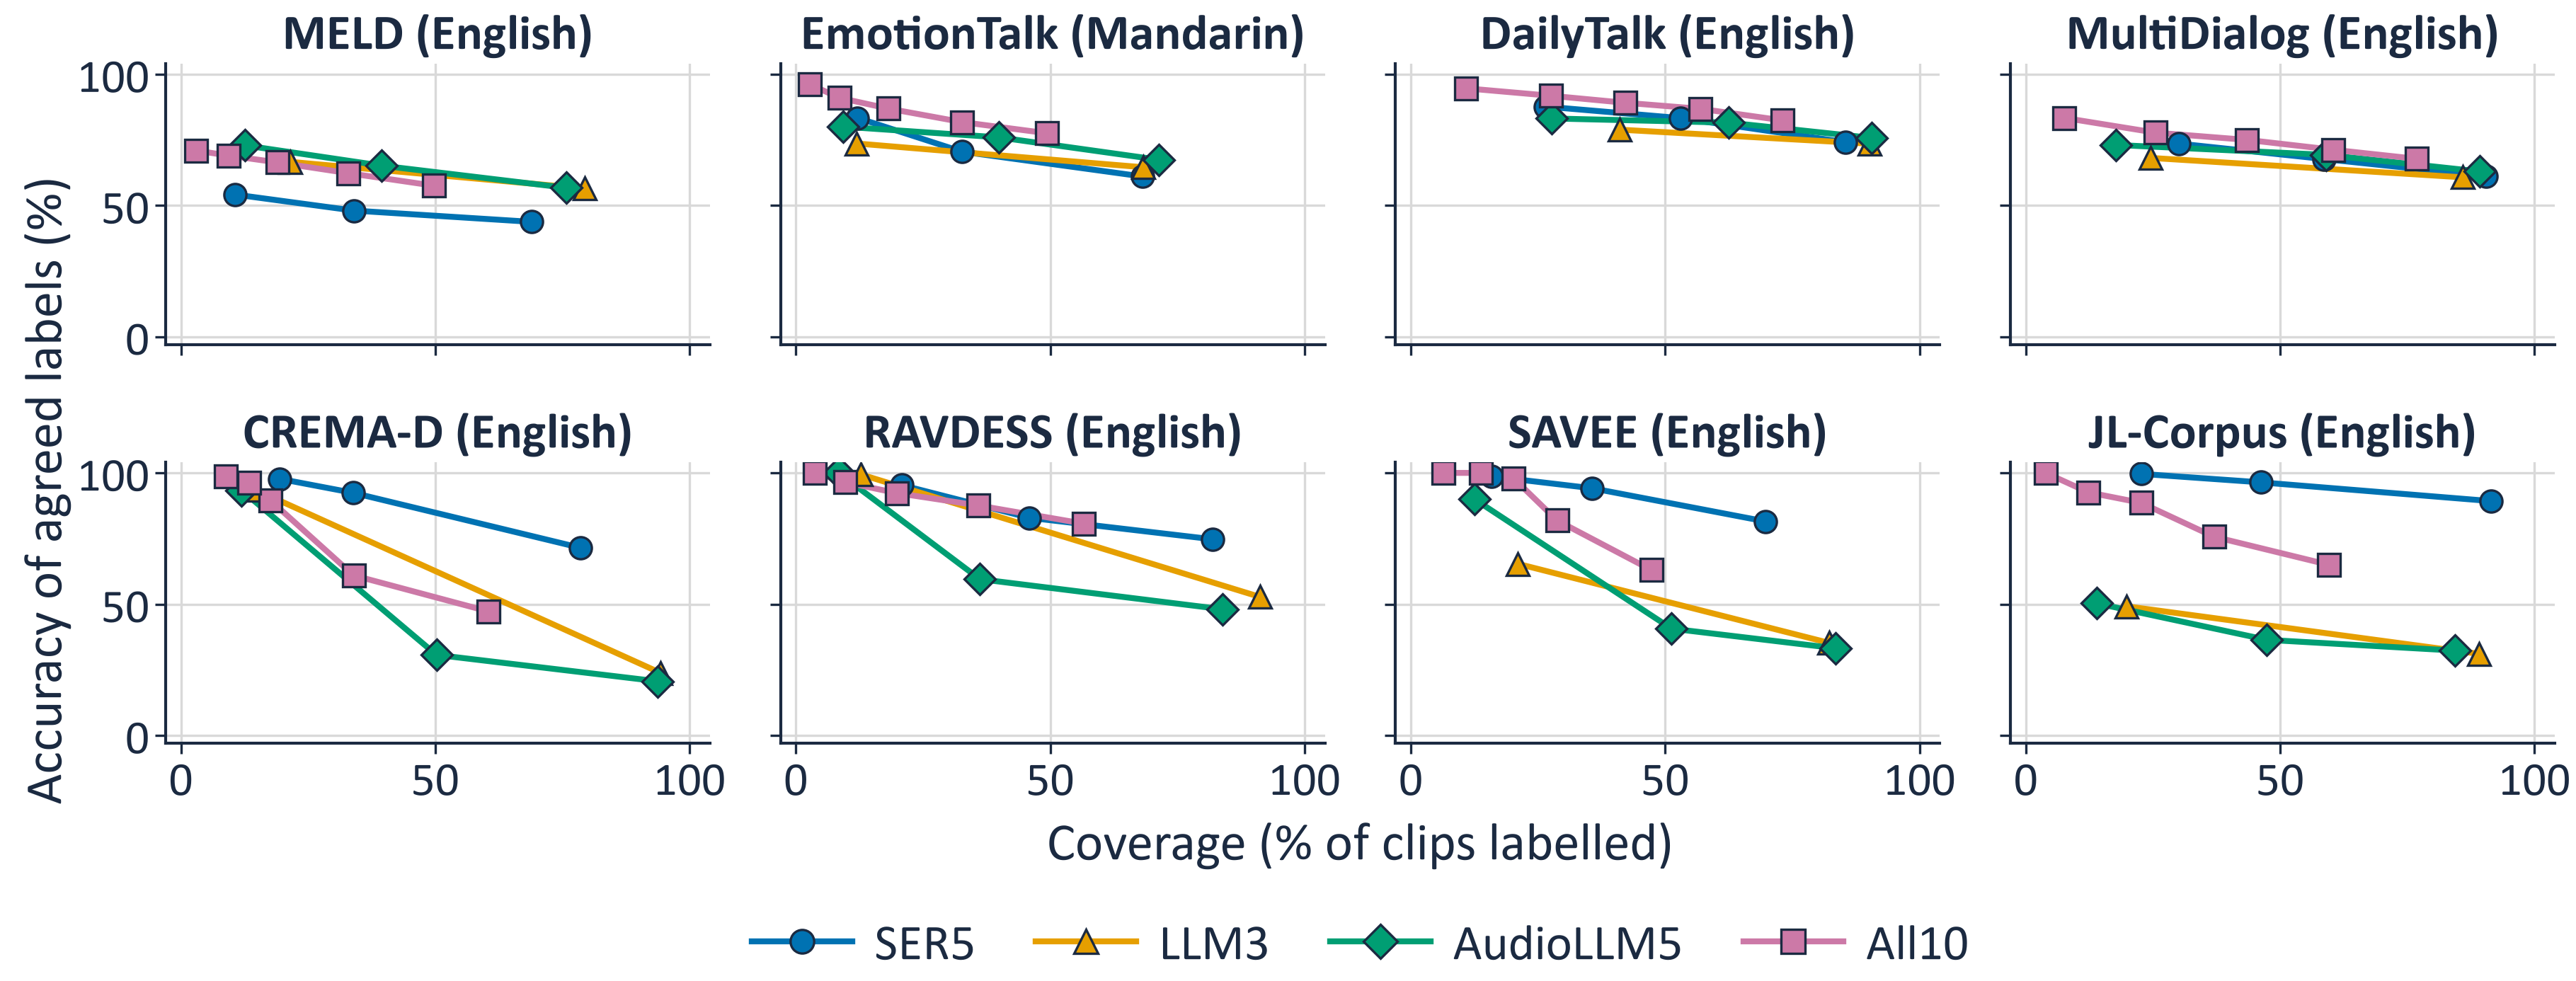 MELD (English)
EmotionTalk (Mandarin)
DailyTalk (English)
MultiDialog (English)
100
50
0
CREMA-D (English)
RAVDESS (English)
SAVEE (English)
JL-Corpus (English)
100
50
0
0 50 100
0 50 100
0 50 100
0 50 100
Accuracy of agreed labels (%)
Coverage (% of clips labelled)
SER5 LLM3 AudioLLM5 All10